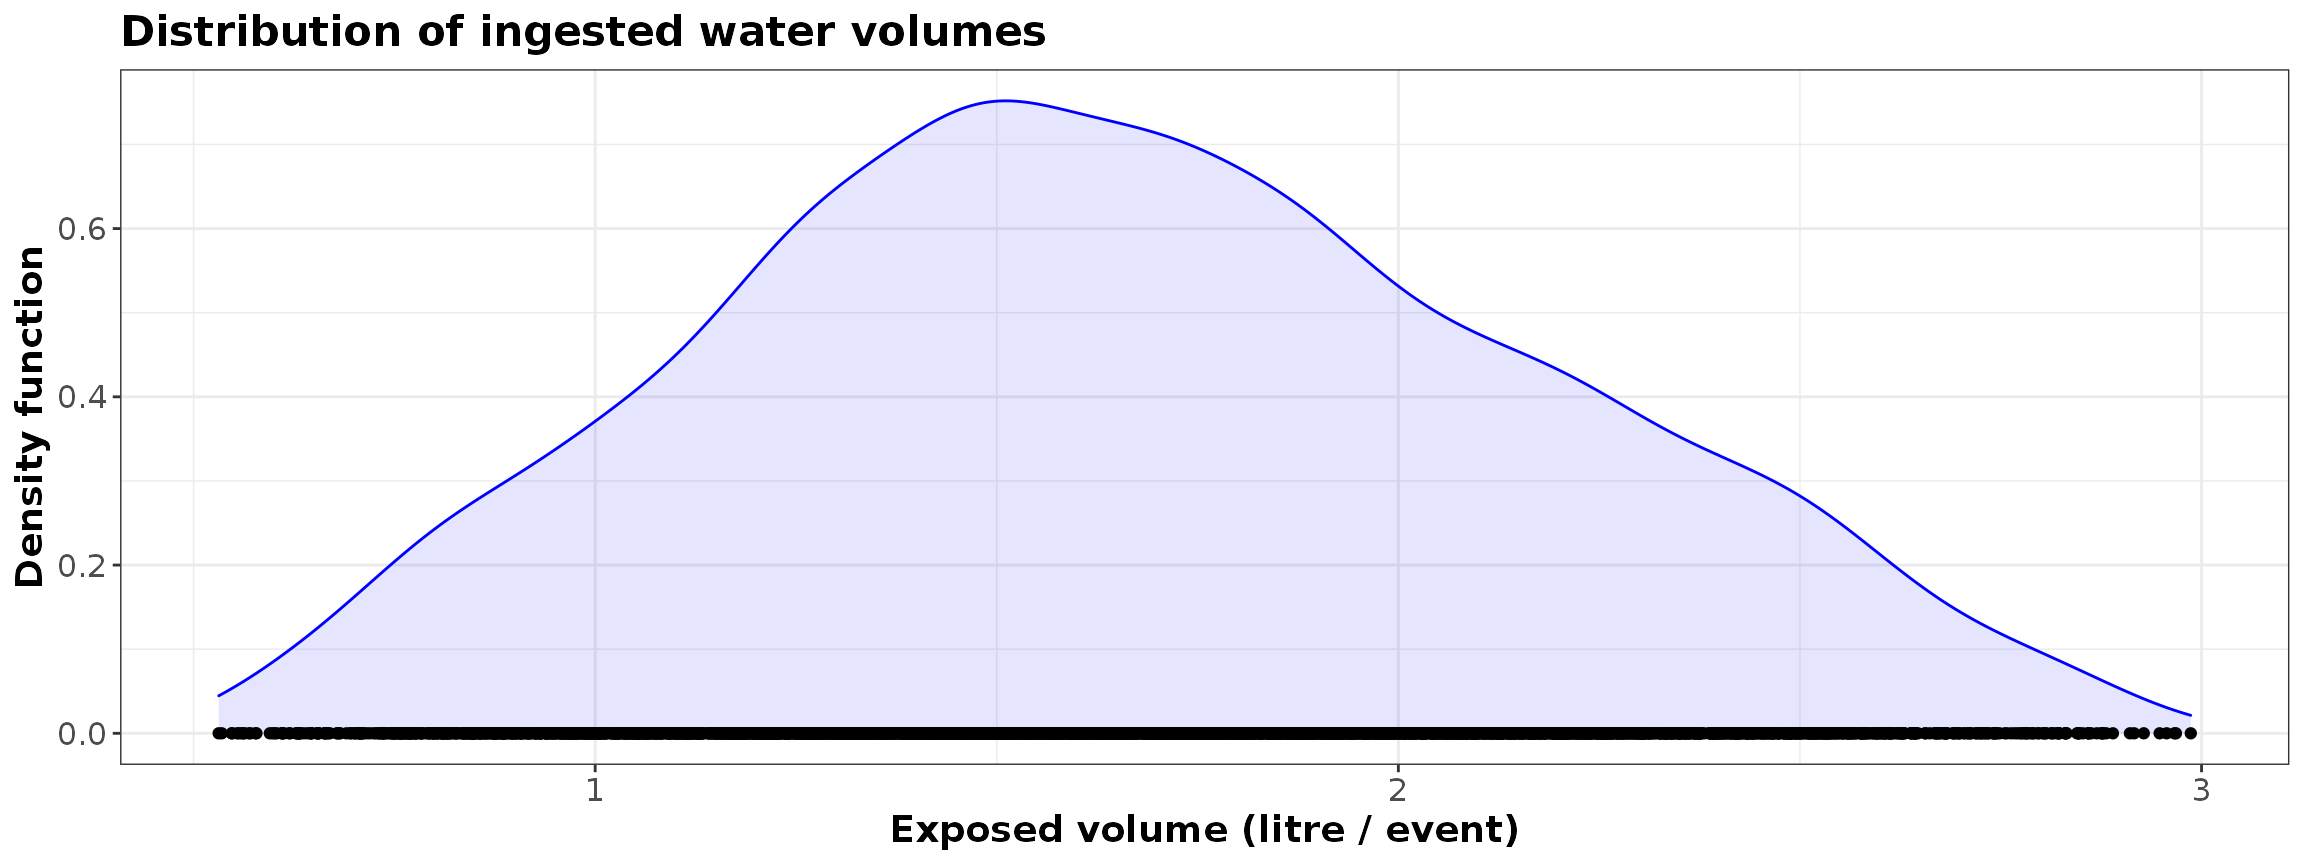 Distribution of ingested water volumes
Density function
0.6
0.4
0.2
0.0
1 2 3
Exposed volume (litre / event)